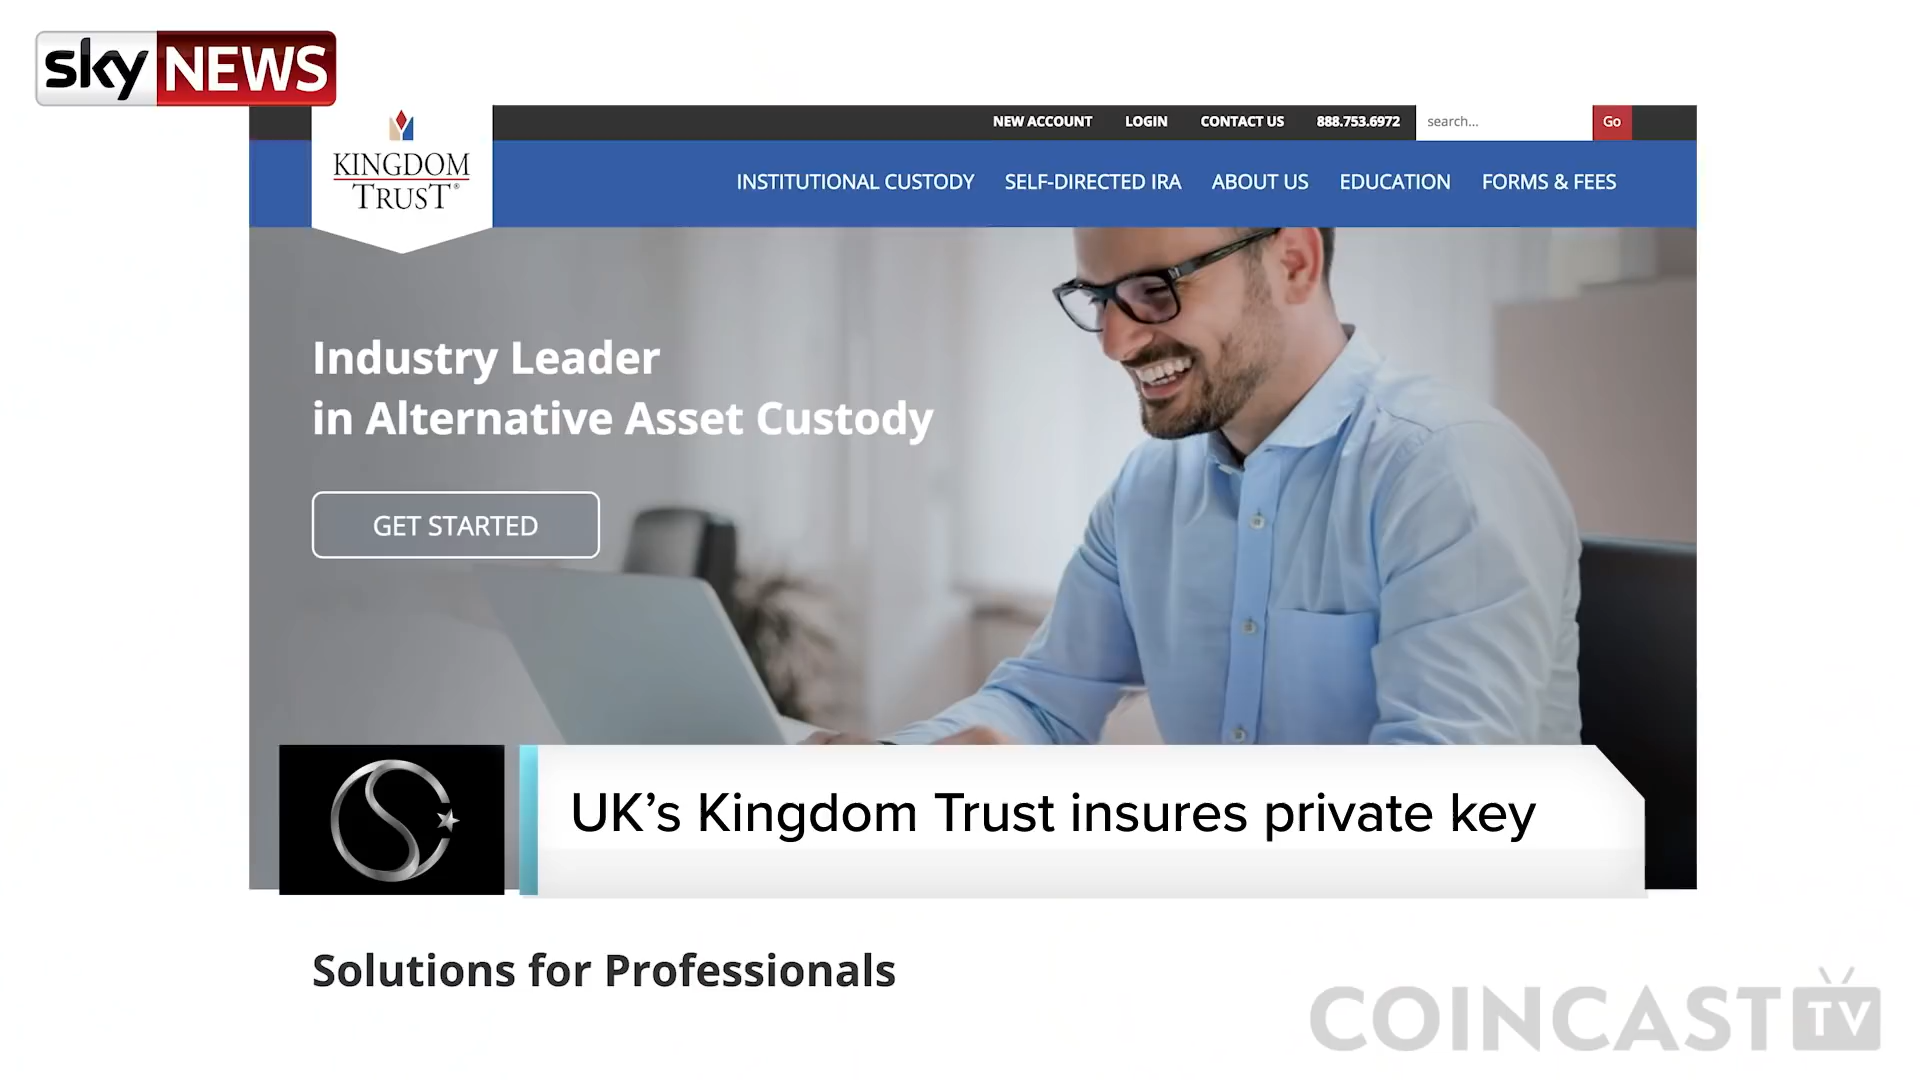 sky NEWS
NEW ACCOUNT LOGIN CONTACT US 888.753.6972 search... Go
KINGDOM
TRUST®
INSTITUTIONAL CUSTODY SELF-DIRECTED IRA ABOUT US EDUCATION FORMS & FEES
Industry Leader
in Alternative Asset Custody
GET STARTED
UK’s Kingdom Trust insures private key
Solutions for Professionals
COINCAST TV